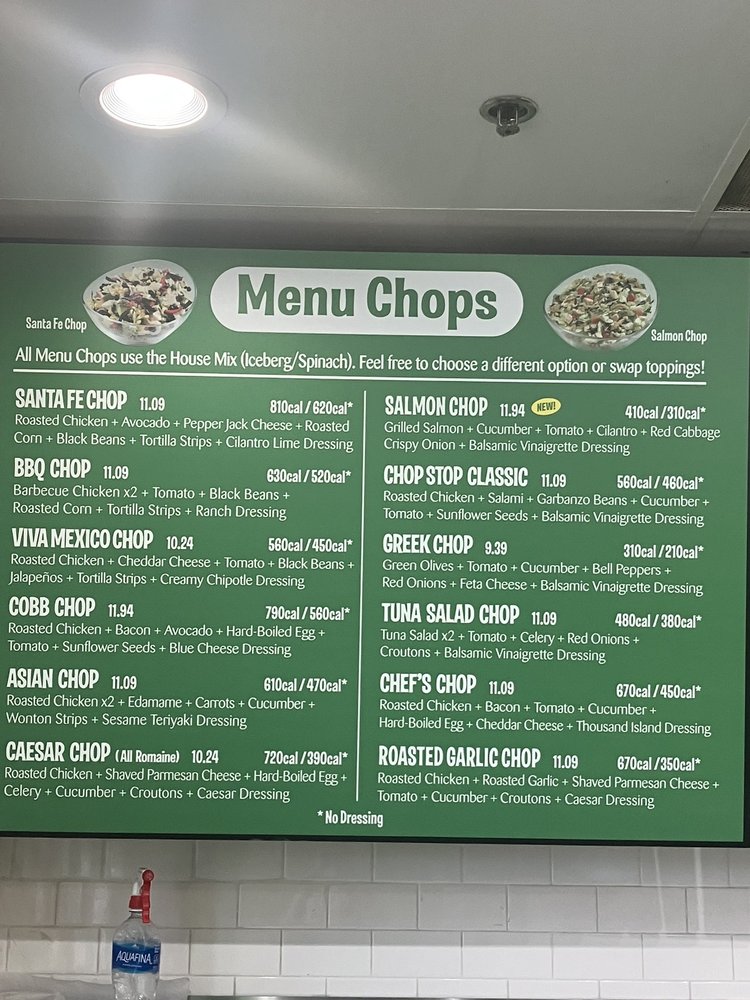 Menu Chops
Santa Fe Chop
Salmon Chop
All Menu Chops use the House Mix (Iceberg/Spinach). Feel free to choose a different option or swap toppings!
SANTA FE CHOP 11.09 810cal/620cal*
Roasted Chicken + Avocado + Pepper Jack Cheese + Roasted
Corn + Black Beans + Tortilla Strips + Cilantro Lime Dressing
BBQ CHOP 11.09 630cal/520cal*
Barbecue Chicken x2 + Tomato + Black Beans +
Roasted Corn + Tortilla Strips + Ranch Dressing
VIVA MEXICO CHOP 10.24 560cal/450cal*
Roasted Chicken + Cheddar Cheese + Tomato + Black Beans +
Jalapeños + Tortilla Strips + Creamy Chipotle Dressing
COBB CHOP 11.94 790cal/560cal*
Roasted Chicken + Bacon + Avocado + Hard-Boiled Egg +
Tomato + Sunflower Seeds + Blue Cheese Dressing
ASIAN CHOP 11.09 610cal/470cal*
Roasted Chicken x2 + Edamame + Carrots + Cucumber +
Wonton Strips + Sesame Teriyaki Dressing
CAESAR CHOP (All Romaine) 10.24 720cal/390cal*
Roasted Chicken + Shaved Parmesan Cheese + Hard-Boiled Egg +
Celery + Cucumber + Croutons + Caesar Dressing
SALMON CHOP 11.94 NEW! 410cal/310cal*
Grilled Salmon + Cucumber + Tomato + Cilantro + Red Cabbage
Crispy Onion + Balsamic Vinaigrette Dressing
CHOP STOP CLASSIC 11.09 560cal/460cal*
Roasted Chicken + Salami + Garbanzo Beans + Cucumber +
Tomato + Sunflower Seeds + Balsamic Vinaigrette Dressing
GREEK CHOP 9.39 310cal/210cal*
Green Olives + Tomato + Cucumber + Bell Peppers +
Red Onions + Feta Cheese + Balsamic Vinaigrette Dressing
TUNA SALAD CHOP 11.09 480cal/380cal*
Tuna Salad x2 + Tomato + Celery + Red Onions +
Croutons + Balsamic Vinaigrette Dressing
CHEF'S CHOP 11.09 670cal/450cal*
Roasted Chicken + Bacon + Tomato + Cucumber +
Hard-Boiled Egg + Cheddar Cheese + Thousand Island Dressing
ROASTED GARLIC CHOP 11.09 670cal/350cal*
Roasted Chicken + Roasted Garlic + Shaved Parmesan Cheese +
Tomato + Cucumber + Croutons + Caesar Dressing
*No Dressing
AQUAFINA